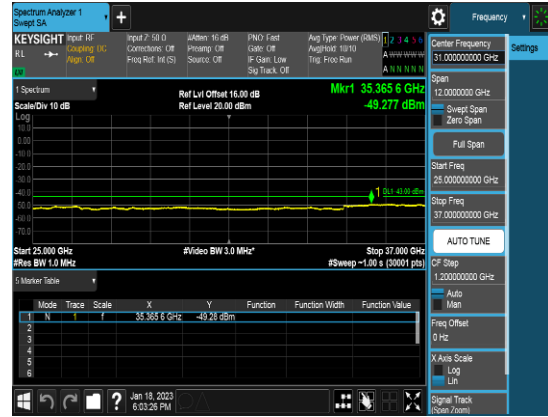 Spectrum Analyzer 1
Swept SA
Frequency
KEYSIGHT
Input: RF
Input Z: 50 Ω
#Atten: 16 dB
PNO: Fast
Avg Type: Power (RMS)
1 2 3 4 5 6
RL
Coupling: DC
Corrections: Off
Preamp: Off
Gate: Off
Avg|Hold: 10/10
Align: Off
Freq Ref: Int (S)
Source: Off
IF Gain: Low
Trig: Free Run
Sig Track: Off
A N N N N N
Center Frequency
31.000000000 GHz
Settings
Span
12.0000000 GHz
Swept Span
Zero Span
Full Span
Start Freq
25.000000000 GHz
Stop Freq
37.000000000 GHz
AUTO TUNE
CF Step
1.200000000 GHz
Auto
Man
Freq Offset
0 Hz
X Axis Scale
Log
Lin
Signal Track
(Span Zoom)
1 Spectrum
Ref Lvl Offset 16.00 dB
Mkr1 35.365 6 GHz
Scale/Div 10 dB
Ref Level 20.00 dBm
-49.277 dBm
Log
10.0
0.00
-10.0
-20.0
-30.0
-40.0
1
DL1 -43.00 dBm
-50.0
-60.0
-70.0
Start 25.000 GHz
#Video BW 3.0 MHz*
Stop 37.000 GHz
#Res BW 1.0 MHz
#Sweep ~1.00 s (30001 pts)
5 Marker Table
Mode Trace Scale X Y Function Function Width Function Value
1 N 1 f 35.365 6 GHz -49.28 dBm
2
3
4
5
6
?
Jan 18, 2023
6:03:26 PM